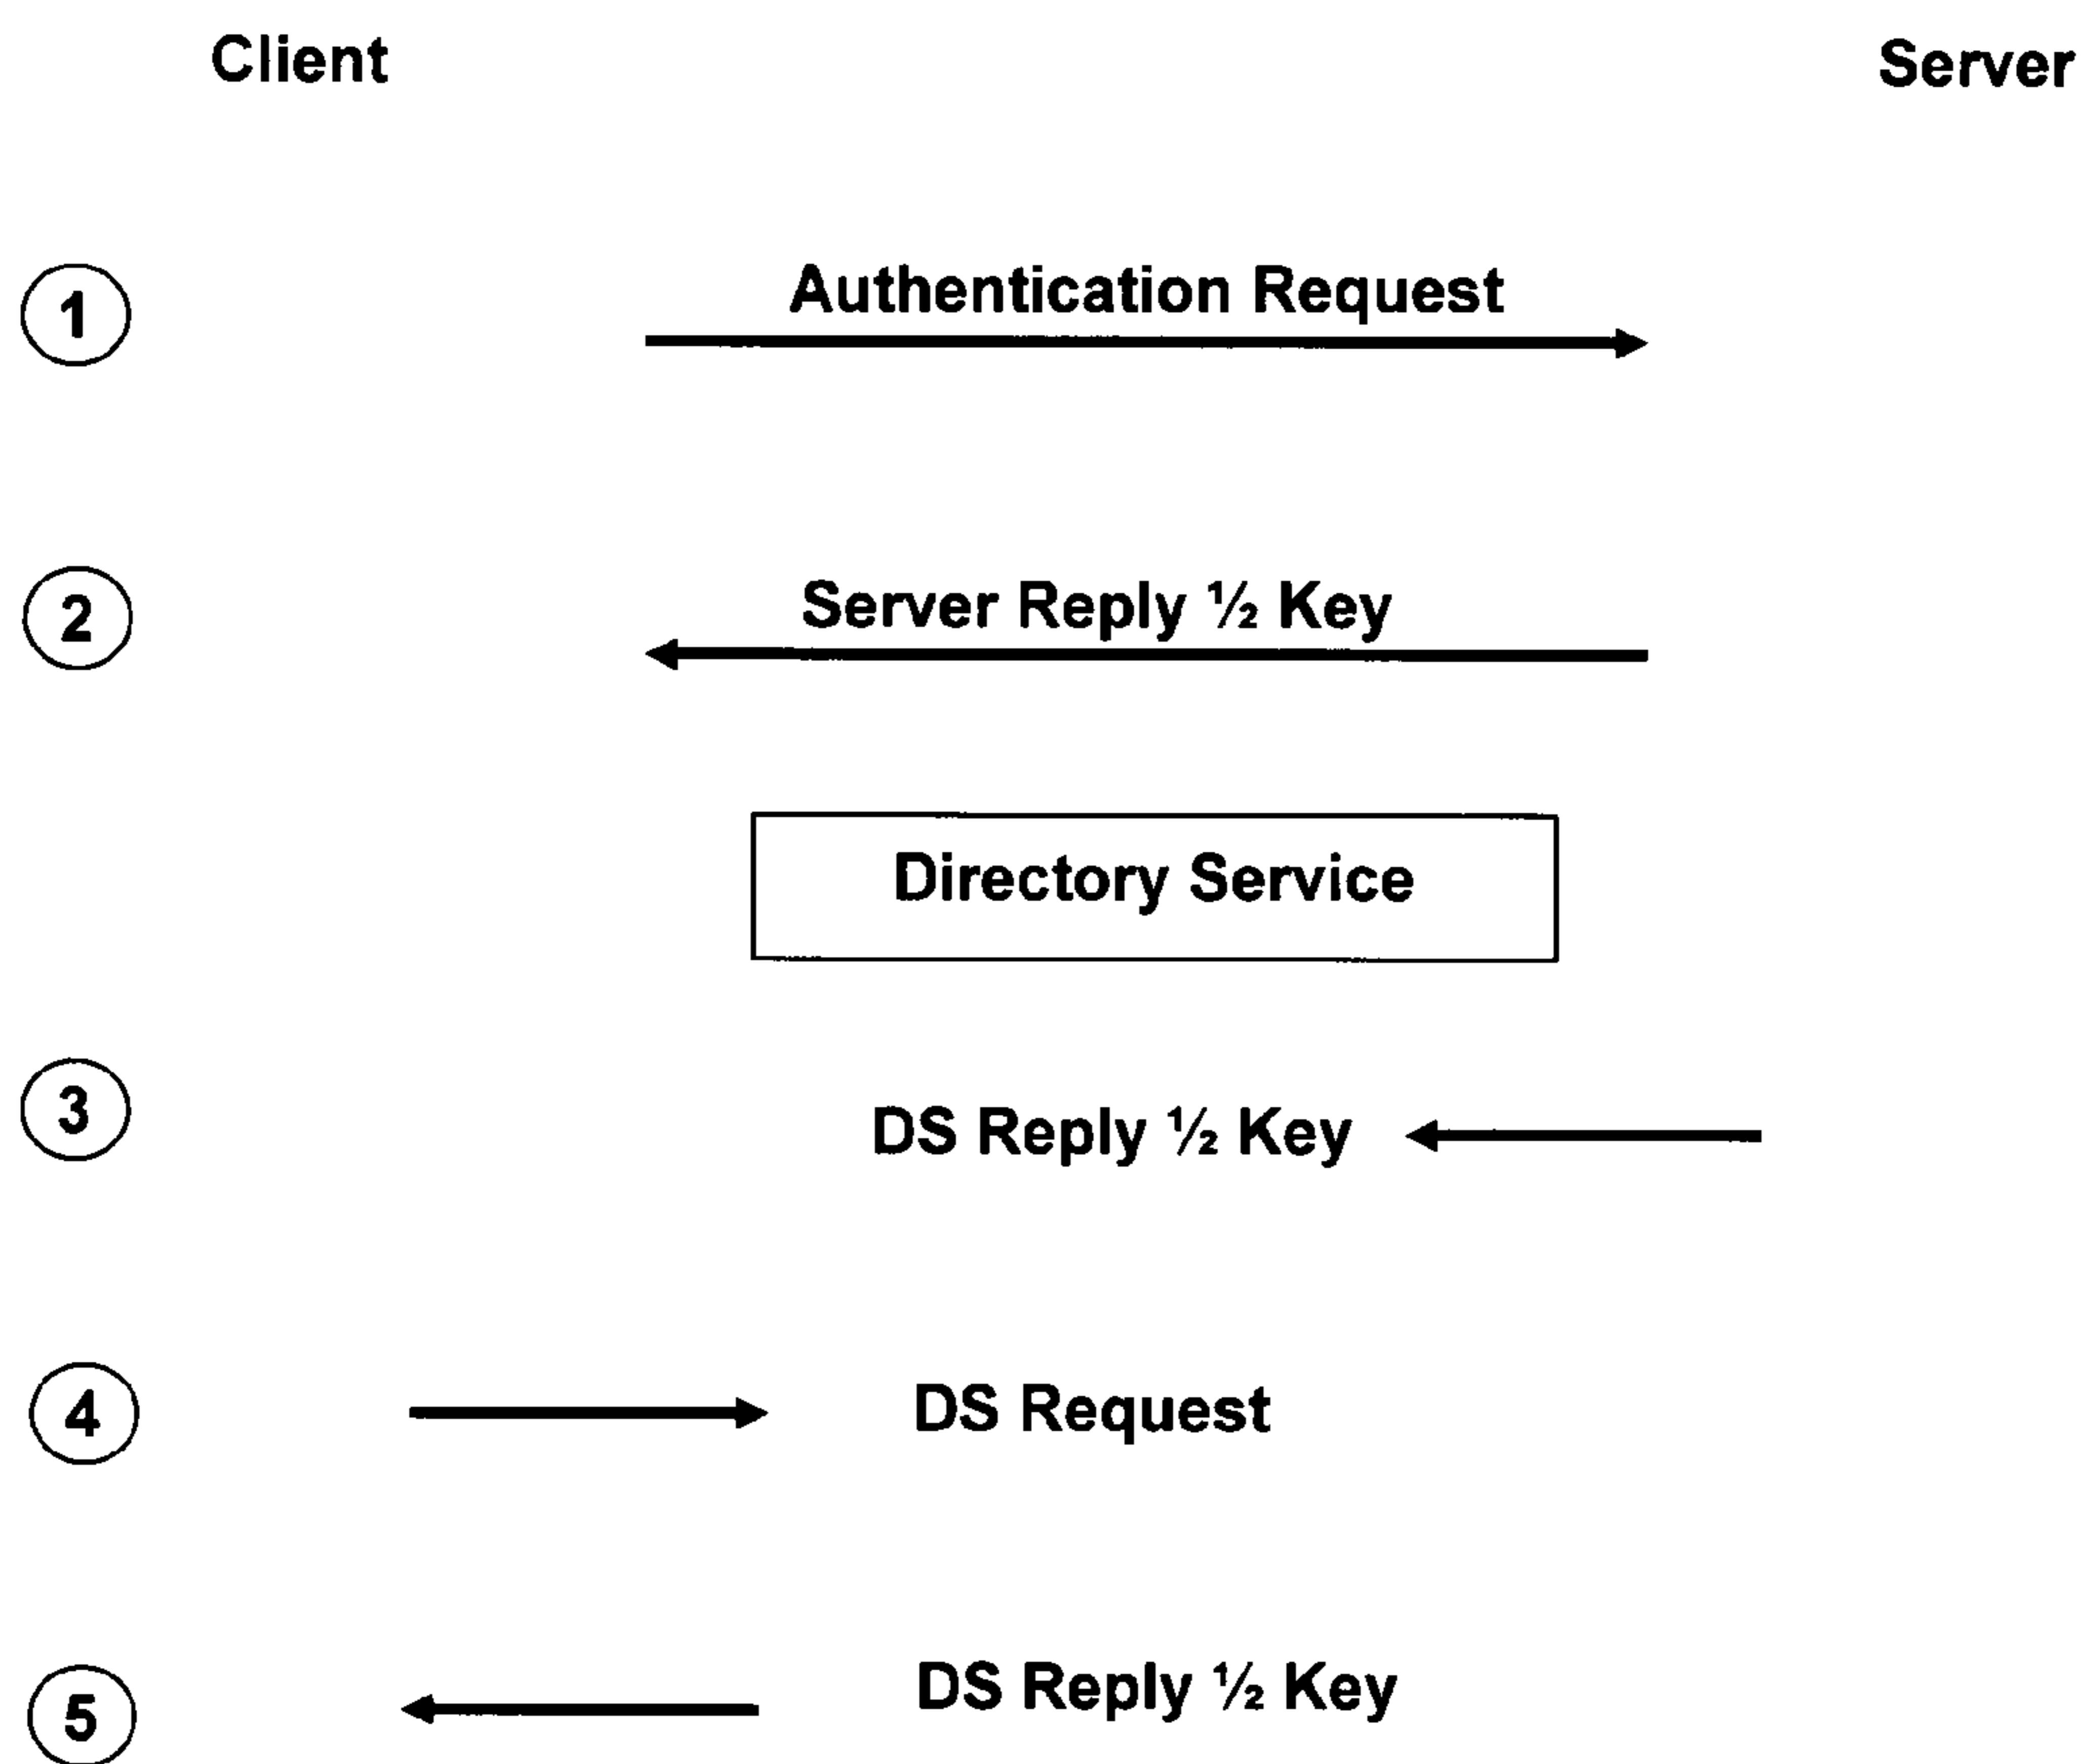 Client Server
1 Authentication Request
2 Server Reply ½ Key
Directory Service
3 DS Reply ½ Key
4 DS Request
5 DS Reply ½ Key